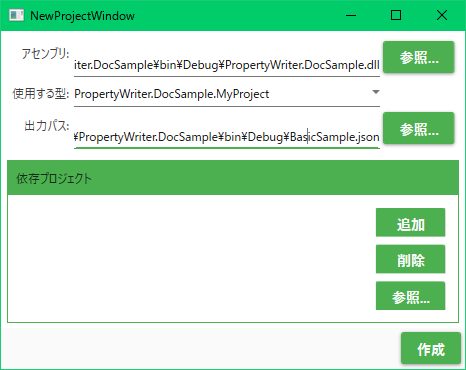 NewProjectWindow
アセンブリ: iter.DocSample¥bin¥Debug¥PropertyWriter.DocSample.dll 参照...
使用する型: PropertyWriter.DocSample.MyProject
出力パス: ¥PropertyWriter.DocSample¥bin¥Debug¥BasicSample.json 参照...
依存プロジェクト
追加
削除
参照...
作成